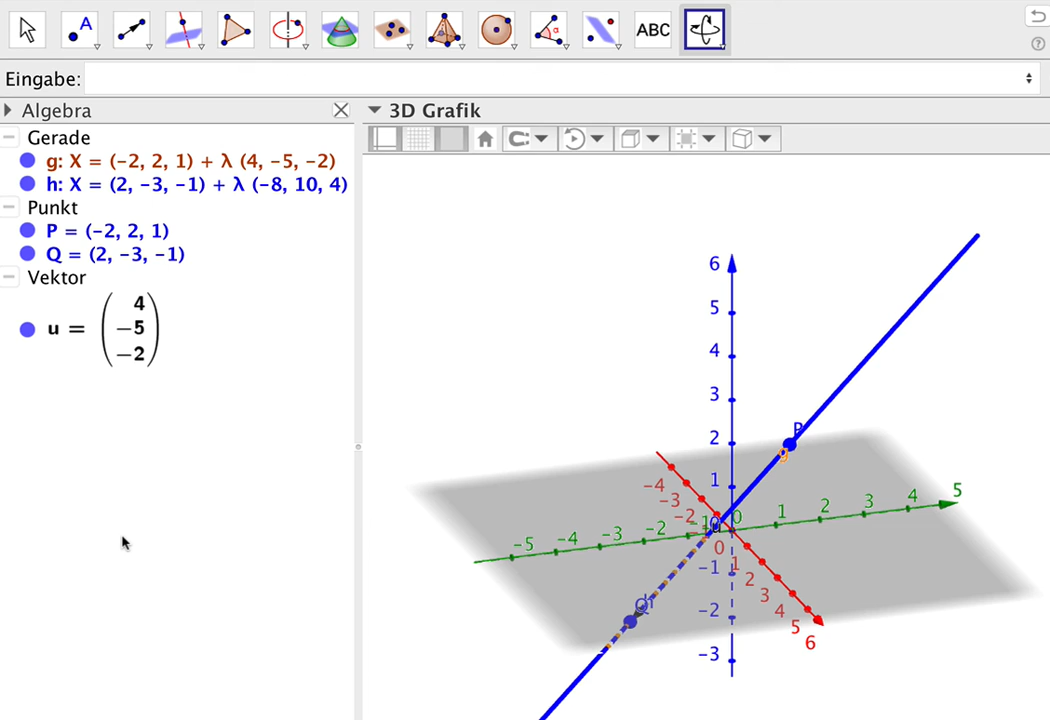 ABC
Eingabe:
Algebra
3D Grafik
Gerade
g: X = (-2, 2, 1) + λ (4, -5, -2)
h: X = (2, -3, -1) + λ (-8, 10, 4)
Punkt
P = (-2, 2, 1)
Q = (2, -3, -1)
Vektor
u =
4
-5
-2
6
5
4
3
2
1
-1
-2
-3
P
g
-4
-3
-2
0
1
2
3
4
5
6
-5
-4
-3
-2
-1
0
1
2
3
4
5
Q